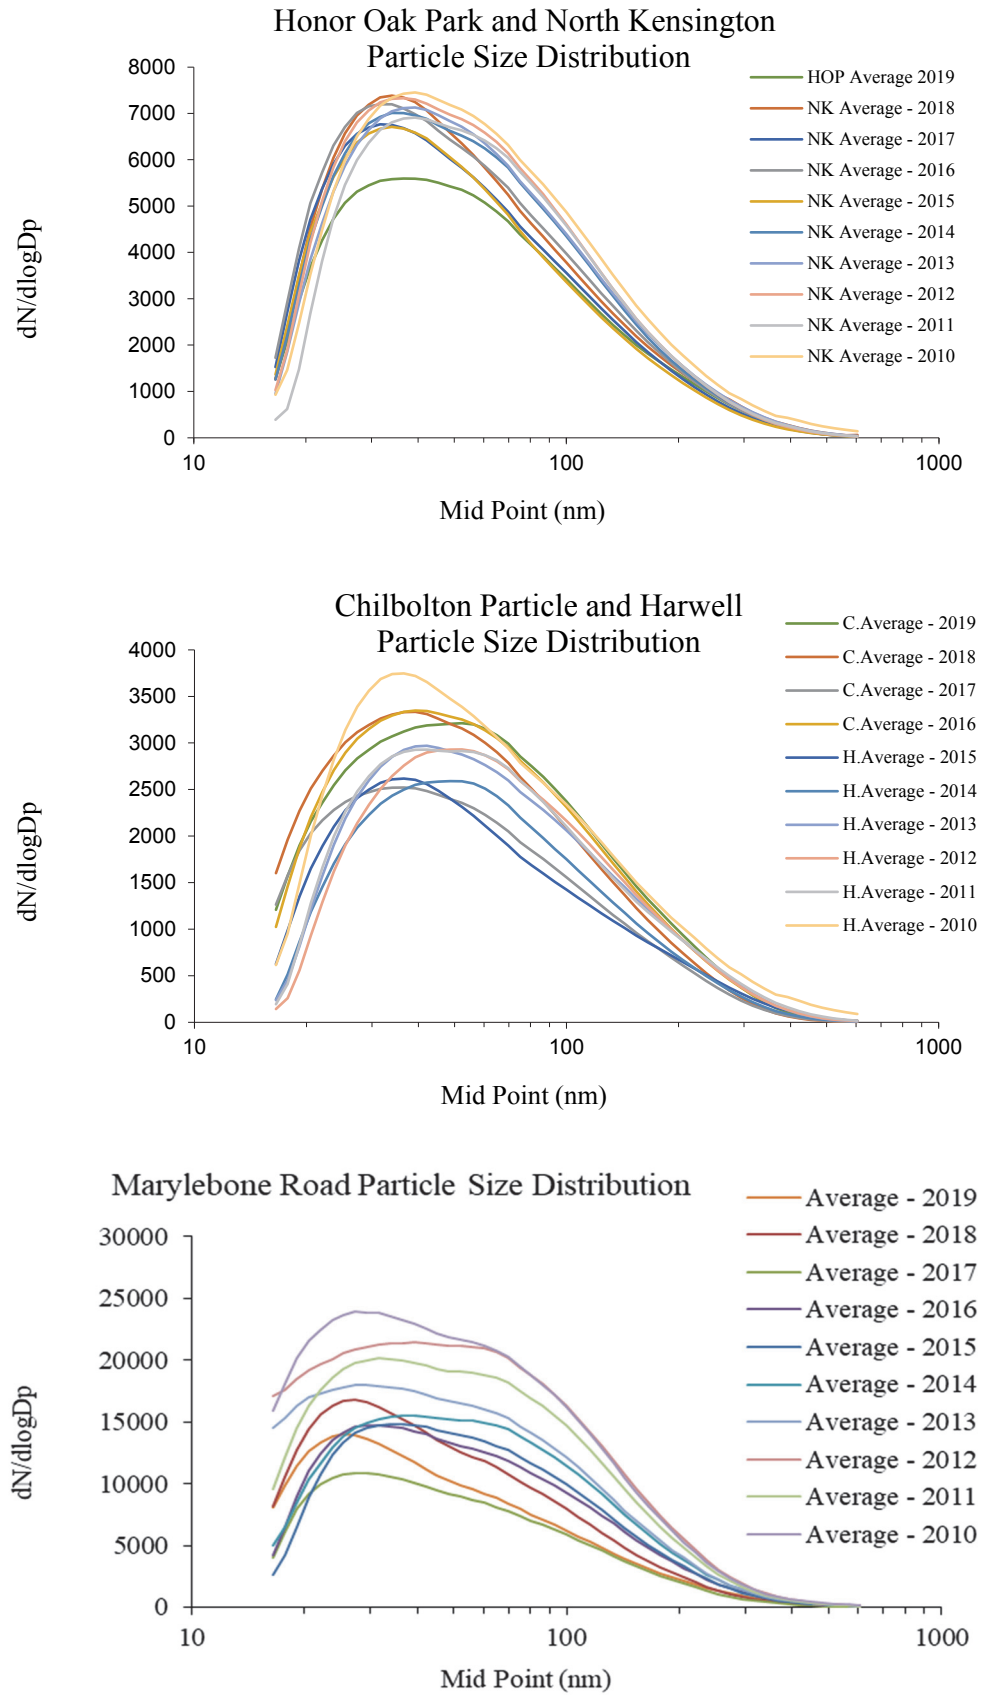 Honor Oak Park and North Kensington
Particle Size Distribution
8000
7000
6000
5000
4000
3000
2000
1000
0
dN/dlogDp
10
100
1000
Mid Point (nm)
HOP Average 2019
NK Average - 2018
NK Average - 2017
NK Average - 2016
NK Average - 2015
NK Average - 2014
NK Average - 2013
NK Average - 2012
NK Average - 2011
NK Average - 2010
Chilbolton Particle and Harwell
Particle Size Distribution
4000
3500
3000
2500
2000
1500
1000
500
0
dN/dlogDp
10
100
1000
Mid Point (nm)
C.Average - 2019
C.Average - 2018
C.Average - 2017
C.Average - 2016
H.Average - 2015
H.Average - 2014
H.Average - 2013
H.Average - 2012
H.Average - 2011
H.Average - 2010
Marylebone Road Particle Size Distribution
30000
25000
20000
15000
10000
5000
0
dN/dlogDp
10
100
1000
Mid Point (nm)
Average - 2019
Average - 2018
Average - 2017
Average - 2016
Average - 2015
Average - 2014
Average - 2013
Average - 2012
Average - 2011
Average - 2010